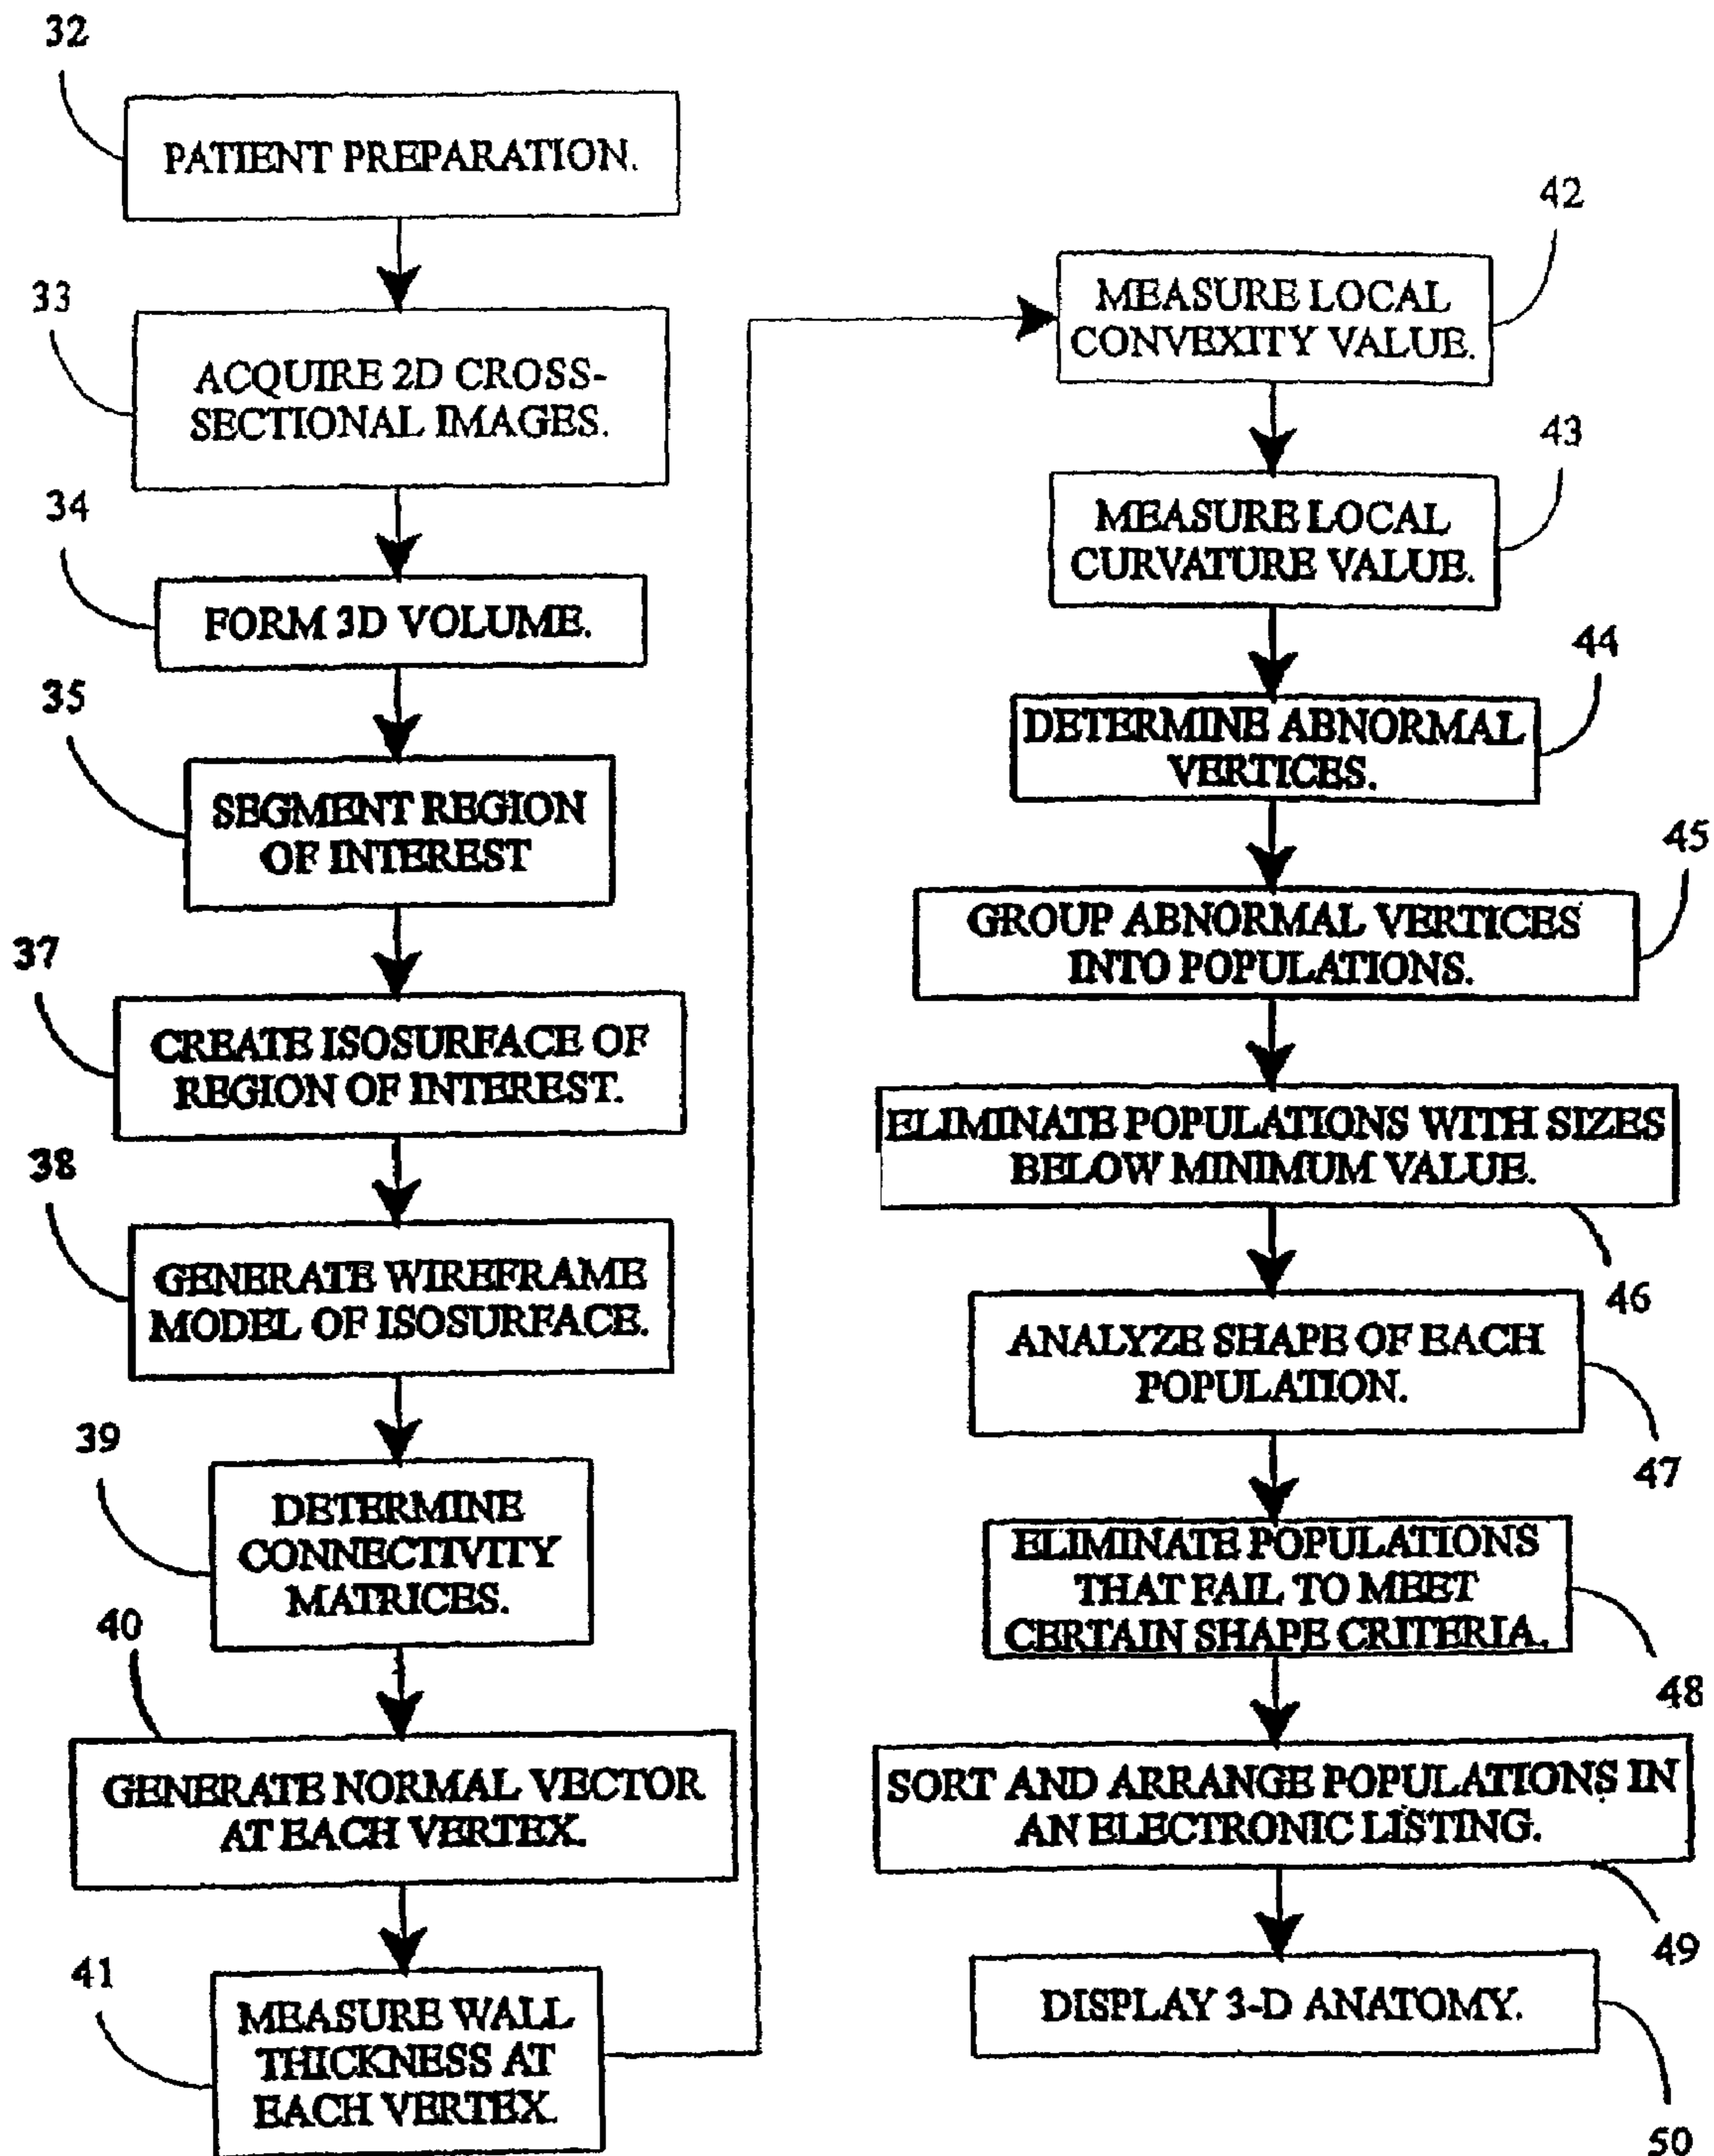 32
PATIENT PREPARATION.
33
ACQUIRE 2D CROSS-
SECTIONAL IMAGES.
34
FORM 3D VOLUME.
35
SEGMENT REGION
OF INTEREST
37
CREATE ISOSURFACE OF
REGION OF INTEREST.
38
GENERATE WIREFRAME
MODEL OF ISOSURFACE.
39
DETERMINE
CONNECTIVITY
MATRICES.
40
GENERATE NORMAL VECTOR
AT EACH VERTEX.
41
MEASURE WALL
THICKNESS AT
EACH VERTEX.
42
MEASURE LOCAL
CONVEXITY VALUE.
43
MEASURE LOCAL
CURVATURE VALUE.
44
DETERMINE ABNORMAL
VERTICES.
45
GROUP ABNORMAL VERTICES
INTO POPULATIONS.
ELIMINATE POPULATIONS WITH SIZES
BELOW MINIMUM VALUE.
46
ANALYZE SHAPE OF EACH
POPULATION.
47
ELIMINATE POPULATIONS
THAT FAIL TO MEET
CERTAIN SHAPE CRITERIA.
48
SORT AND ARRANGE POPULATIONS IN
AN ELECTRONIC LISTING.
49
DISPLAY 3-D ANATOMY.
50